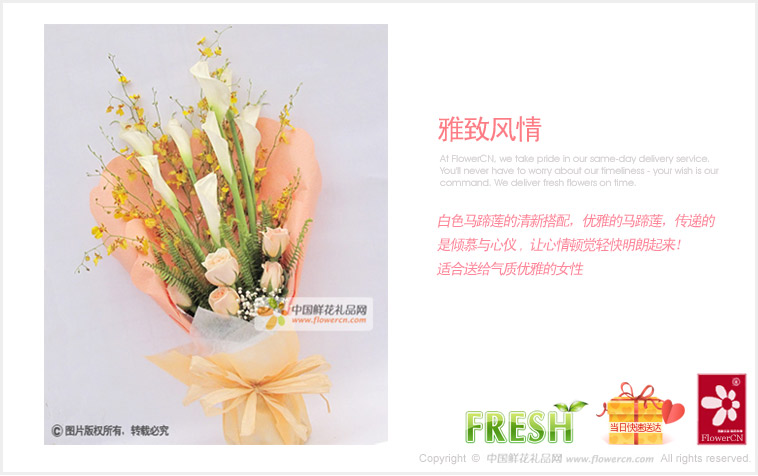 雅致风情
At FlowerCN, we take pride in our same-day delivery service.
You'll never have to worry about our timeliness - your wish is our
command. We deliver fresh flowers on time.
白色马蹄莲的清新搭配，优雅的马蹄莲，传递的
是倾慕与心仪，让心情顿觉轻快明朗起来！
适合送给气质优雅的女性
中国鲜花礼品网
www.flowercn.com
© 图片版权所有，转载必究
FRESH
当日快速送达
FlowerCN
Copyright © 中国鲜花礼品网 www.flowercn.com All rights reserved.